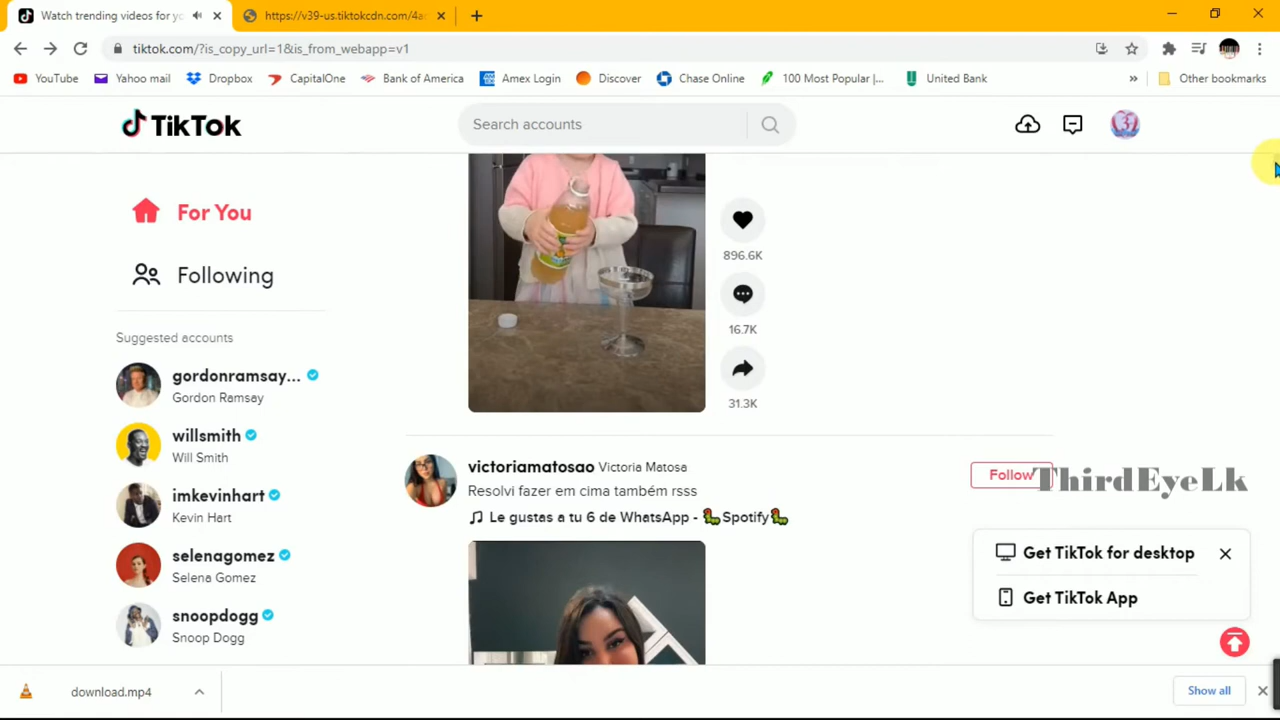 Watch trending videos for yo
https://v39-us.tiktokcdn.com/4a
tiktok.com/?is_copy_url=1&is_from_webapp=v1
YouTube Yahoo mail Dropbox CapitalOne Bank of America Amex Login Discover Chase Online 100 Most Popular |... United Bank » Other bookmarks
TikTok
Search accounts
3
For You
Following
896.6K
16.7K
31.3K
Suggested accounts
gordonramsay...
Gordon Ramsay
willsmith
Will Smith
imkevinhart
Kevin Hart
selenagomez
Selena Gomez
snoopdogg
Snoop Dogg
victoriamatosao Victoria Matosa
Resolvi fazer em cima também rsss
Le gustas a tu 6 de WhatsApp - 🐛Spotify🐛
Follow
ThirdEyeLk
Get TikTok for desktop
Get TikTok App
download.mp4
Show all